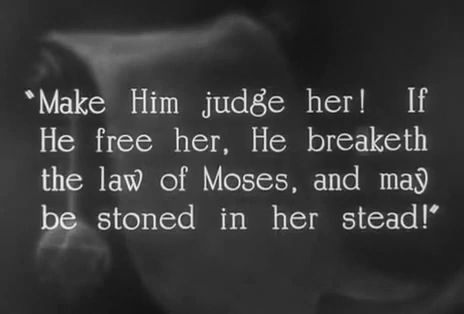 "Make Him judge her! If
He free her, He breaketh
the law of Moses, and may
be stoned in her stead!"